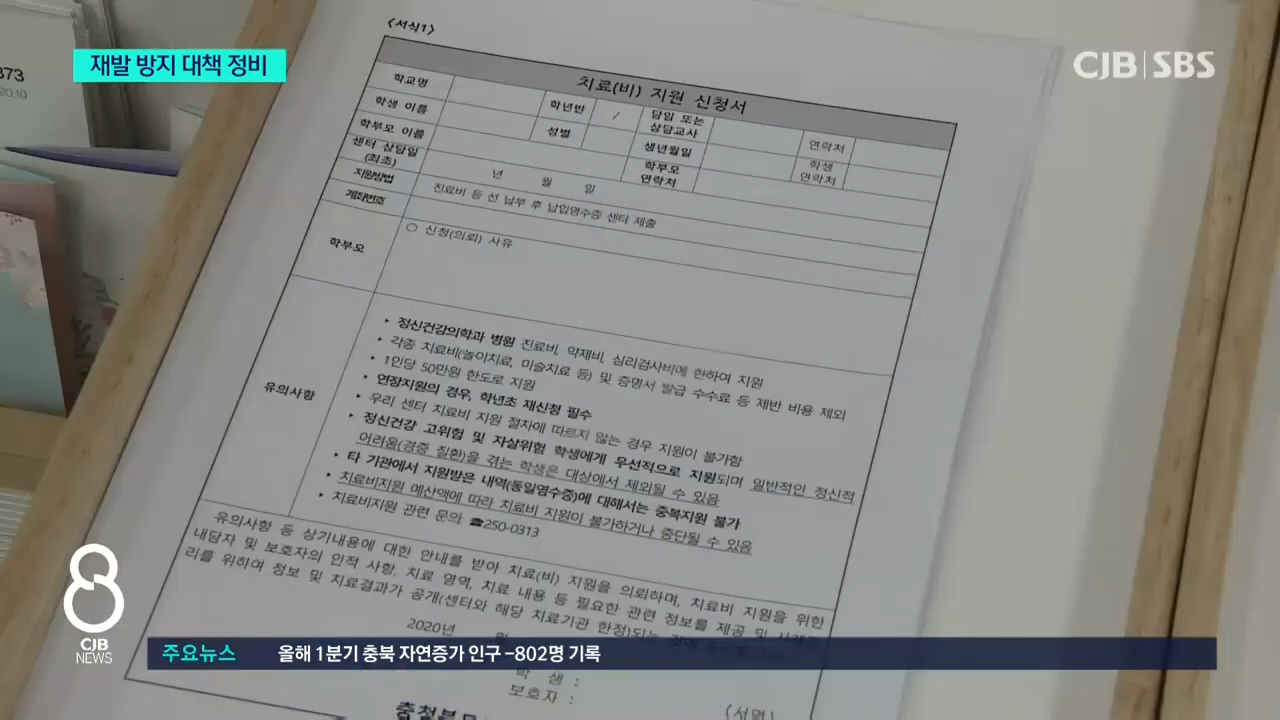 재발 방지 대책 정비
CJB SBS
373
20,10
<서식1>
치료(비) 지원 신청서
학교명
학년반
/
담임 또는
상담교사
연락처
학생 이름
성별
생년월일
학생
연락처
학부모 이름
학부모
연락처
센터 상담일
(최초)
년 월 일
지원방법
진료비 등 선 납부 후 납입영수증 센터 제출
계좌번호
학부모
○ 신청(의뢰) 사유
유의사항
‣ 정신건강의학과 병원 진료비, 약제비, 심리검사비에 한하여 지원
‣ 각종 치료비(놀이치료, 미술치료 등) 및 증명서 발급 수수료 등 제반 비용 제외
‣ 1인당 50만원 한도로 지원
‣ 연장지원의 경우, 학년초 재신청 필수
‣ 우리 센터 치료비 지원 절차에 따르지 않는 경우 지원이 불가함
‣ 정신건강 고위험 및 자살위험 학생에게 우선적으로 지원되며 일반적인 정신적
어려움(경증 질환)을 겪는 학생은 대상에서 제외될 수 있음
‣ 타 기관에서 지원받은 내역(동일영수증)에 대해서는 중복지원 불가
‣ 치료비지원 예산액에 따라 치료비 지원이 불가하거나 중단될 수 있음
‣ 치료비지원 관련 문의 ☎250-0313
유의사항 등 상기내용에 대한 안내를 받아 치료(비) 지원을 의뢰하며, 치료비 지원을 위한
내담자 및 보호자의 인적 사항, 치료 영역, 치료 내용 등 필요한 관련 정보를 제공 및
리를 위하여 정보 및 치료결과가 공개(센터와 해당 치료기관 한정)되는
2020년
학 생 :
보호자 :
(서명)
8
CJB
NEWS
주요뉴스 올해 1분기 충북 자연증가 인구 -802명 기록